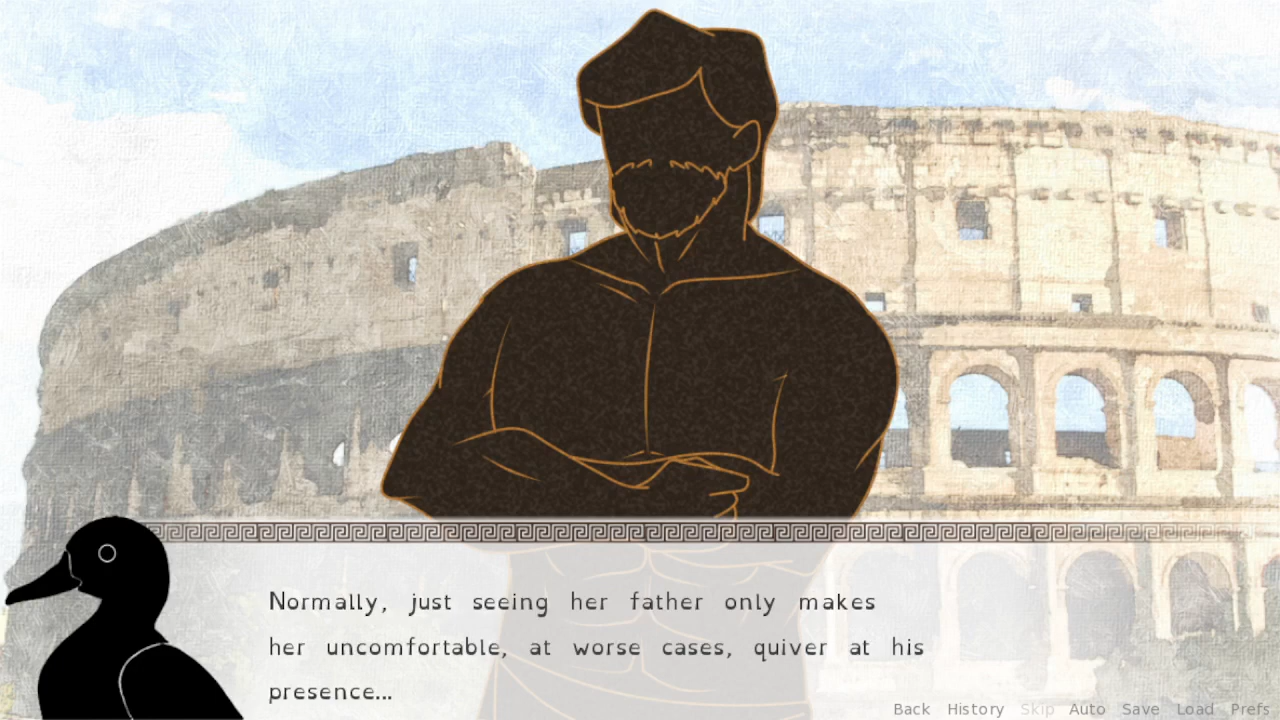 Normally, just seeing her father only makes
her uncomfortable, at worse cases, quiver at his
presence...
Back History Skip Auto Save Load Prefs